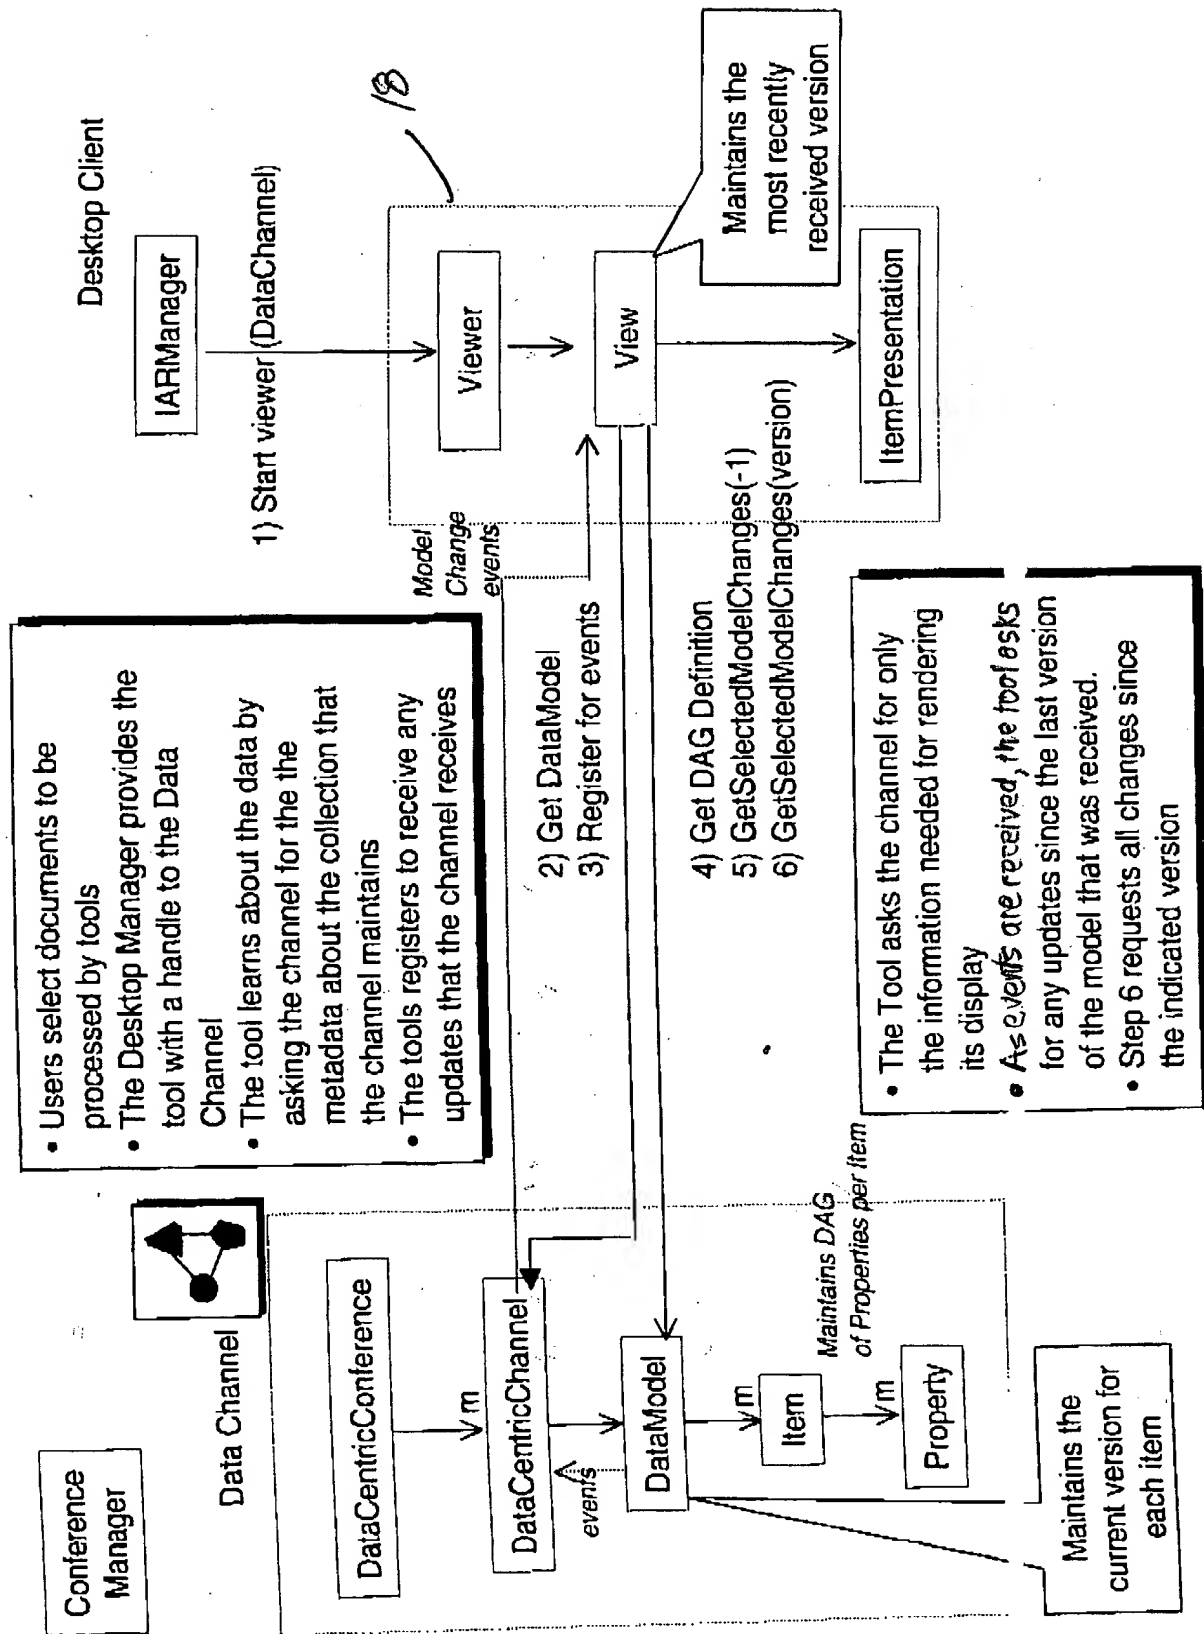 Conference
Manager
Data Channel
DataCentricConference
m
DataCentricChannel
events
DataModel
m
Item
Maintains DAG
of Properties per Item
m
Property
Maintains the
current version for
each item
• Users select documents to be
processed by tools
• The Desktop Manager provides the
tool with a handle to the Data
Channel
• The tool learns about the data by
asking the channel for the the
metadata about the collection that
the channel maintains
• The tools registers to receive any
updates that the channel receives
2) Get DataModel
3) Register for events
4) Get DAG Definition
5) GetSelectedModelChanges(-1)
6) GetSelectedModelChanges(version)
• The Tool asks the channel for only
the information needed for rendering
its display
• As events are received, the tool asks
for any updates since the last version
of the model that was received.
• Step 6 requests all changes since
the indicated version
Desktop Client
IARManager
1) Start viewer (DataChannel)
18
Model
Change
events
Viewer
View
Maintains the
most recently
received version
ItemPresentation